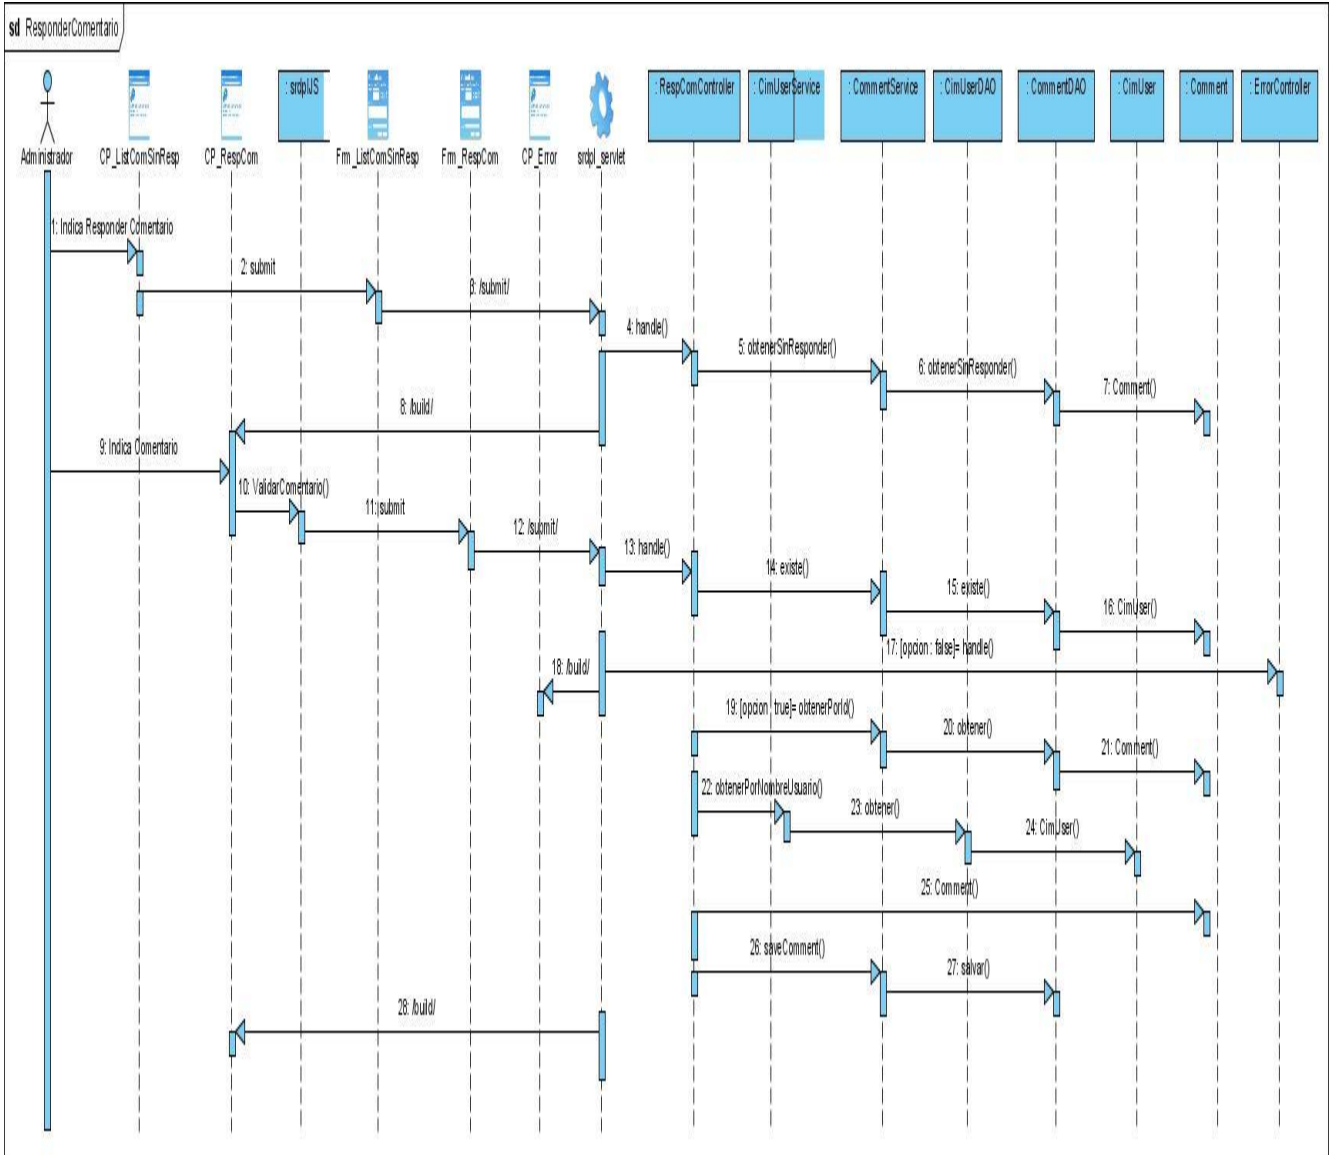 sd ResponderComentario
: srdplJS
: RespComController
: CimUserService
: CommentService
: CimUserDAO
: CommentDAO
: CimUser
: Comment
: ErrorController
Administrador
CP_ListComSinResp
CP_RespCom
Frm_ListComSinResp
Frm_RespCom
CP_Error
srdpl_servlet
1: Indica Responder Comentario
2: submit
3: /submit/
4: handle()
5: obtenerSinResponder()
6: obtenerSinResponder()
7: Comment()
8: /build/
9: Indica Comentario
10: ValidarComentario()
11: submit
12: /submit/
13: handle()
14: existe()
15: existe()
16: CimUser()
17: [opcion : false]= handle()
18: /build/
19: [opcion : true]= obtenerPorId()
20: obtener()
21: Comment()
22: obtenerPorNombreUsuario()
23: obtener()
24: CimUser()
25: Comment()
26: saveComment()
27: salvar()
28: /build/